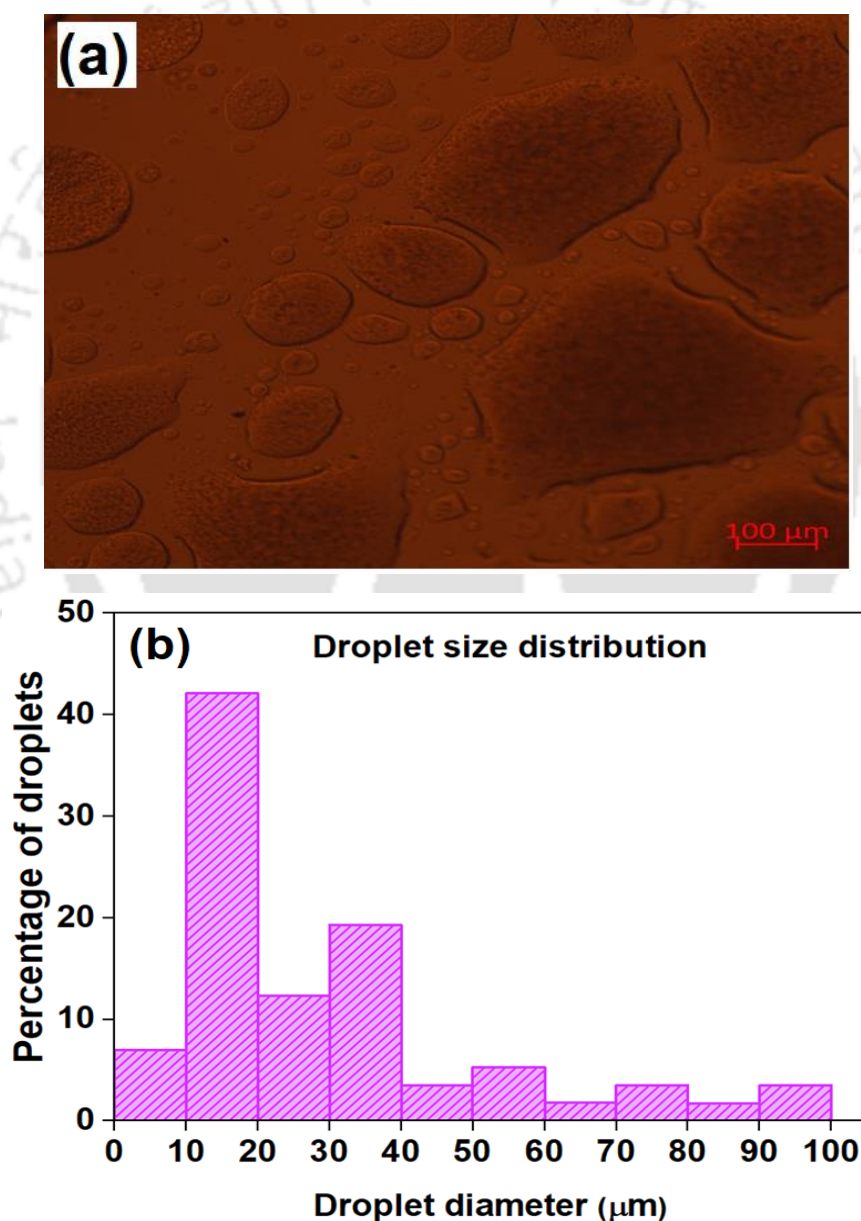 (a)
100 μm
(b)
Droplet size distribution
Percentage of droplets
50
40
30
20
10
0
0 10 20 30 40 50 60 70 80 90 100
Droplet diameter (μm)